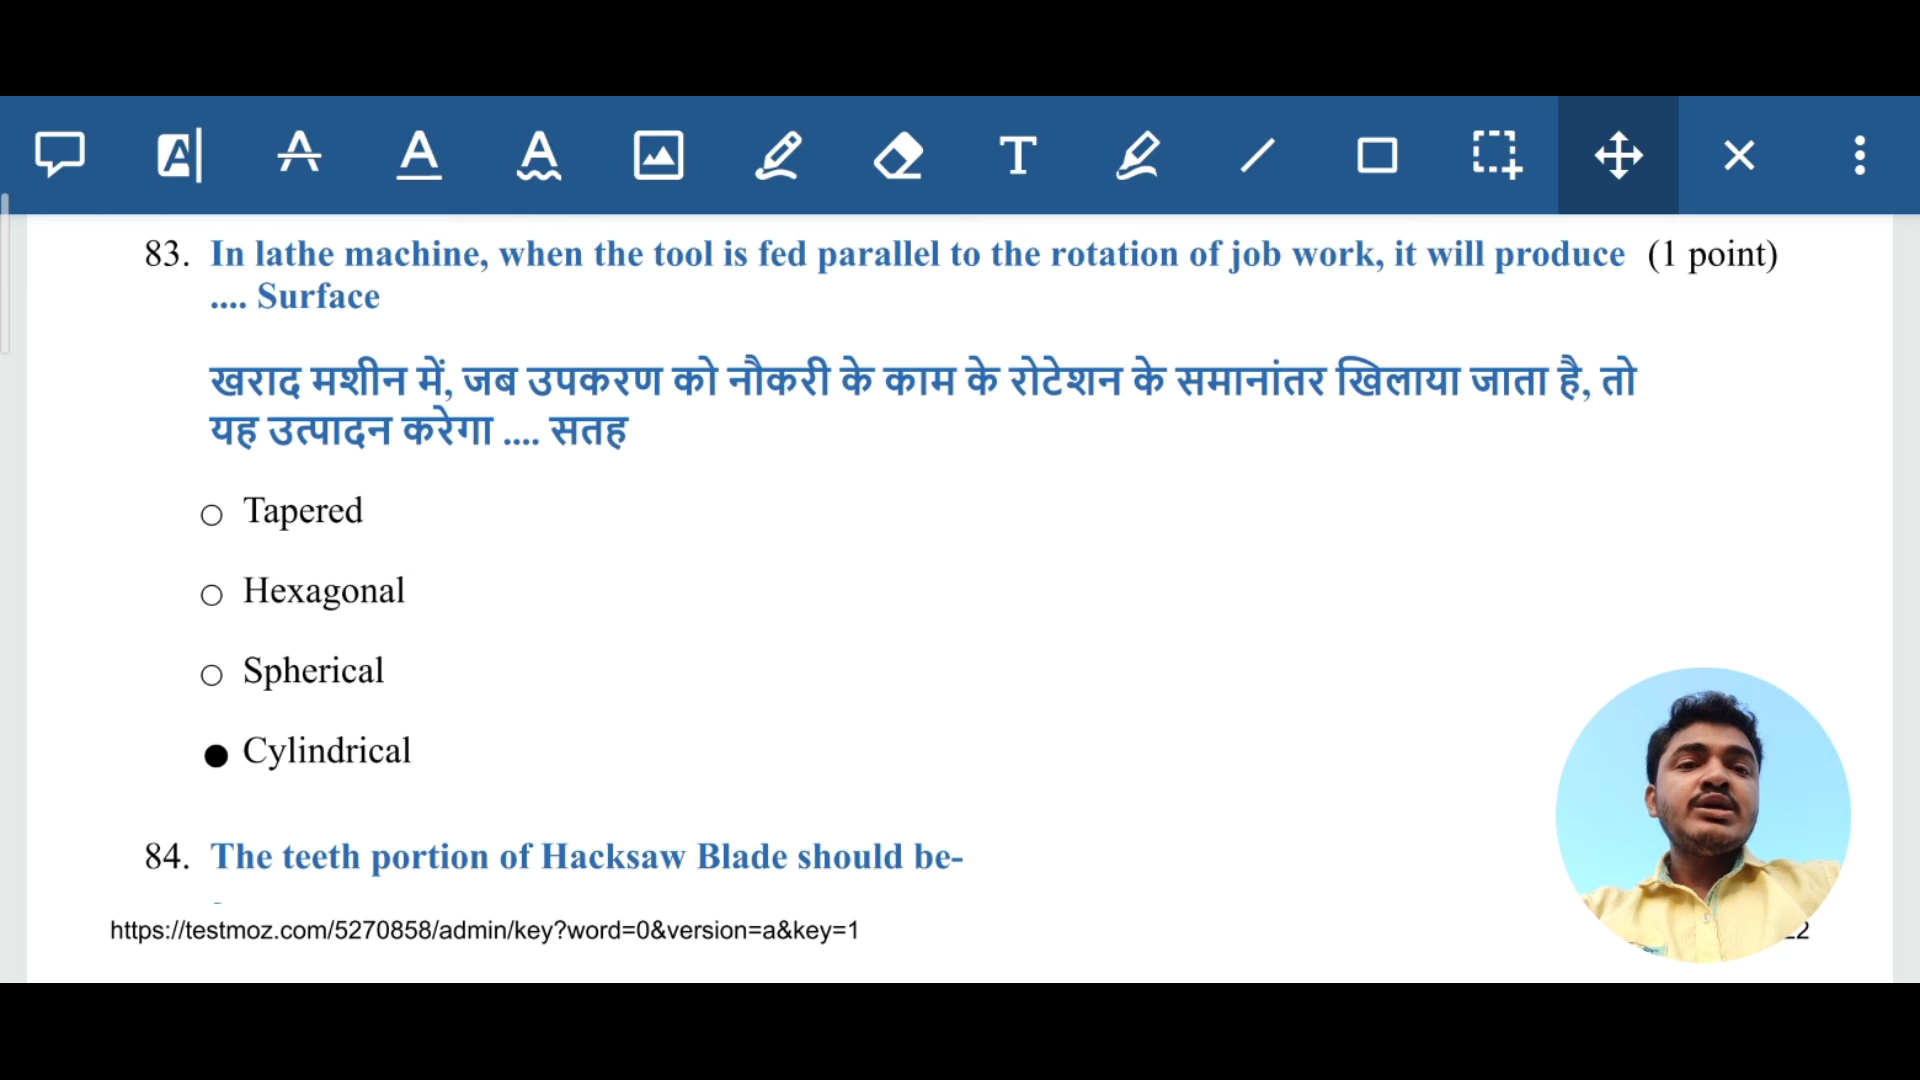 83. In lathe machine, when the tool is fed parallel to the rotation of job work, it will produce (1 point)
.... Surface
खराद मशीन में, जब उपकरण को नौकरी के काम के रोटेशन के समानांतर खिलाया जाता है, तो
यह उत्पादन करेगा .... सतह
Tapered
Hexagonal
Spherical
Cylindrical
84. The teeth portion of Hacksaw Blade should be-
https://testmoz.com/5270858/admin/key?word=0&version=a&key=1